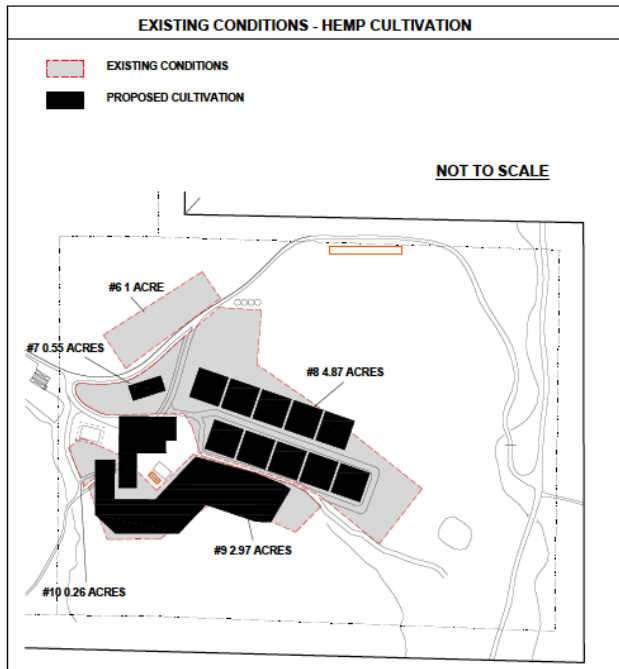 EXISTING CONDITIONS - HEMP CULTIVATION
EXISTING CONDITIONS
PROPOSED CULTIVATION
NOT TO SCALE
#6 1 ACRE
#7 0.55 ACRES
#8 4.87 ACRES
#9 2.97 ACRES
#10 0.26 ACRES